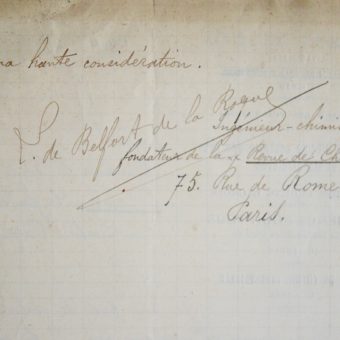 ma haute considération.
L. de Belfort de la Roque
Ingénieur-chimi
fondateur de la « Revue de Ch
75. Rue de Rome
Paris.